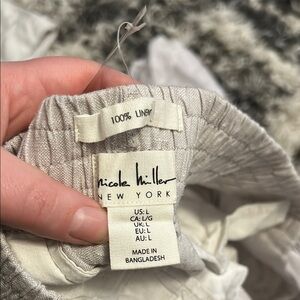 100% LINEN
nicole miller
NEW YORK
US: L
CA: L/G
UK: L
EU: L
AU: L
MADE IN
BANGLADESH